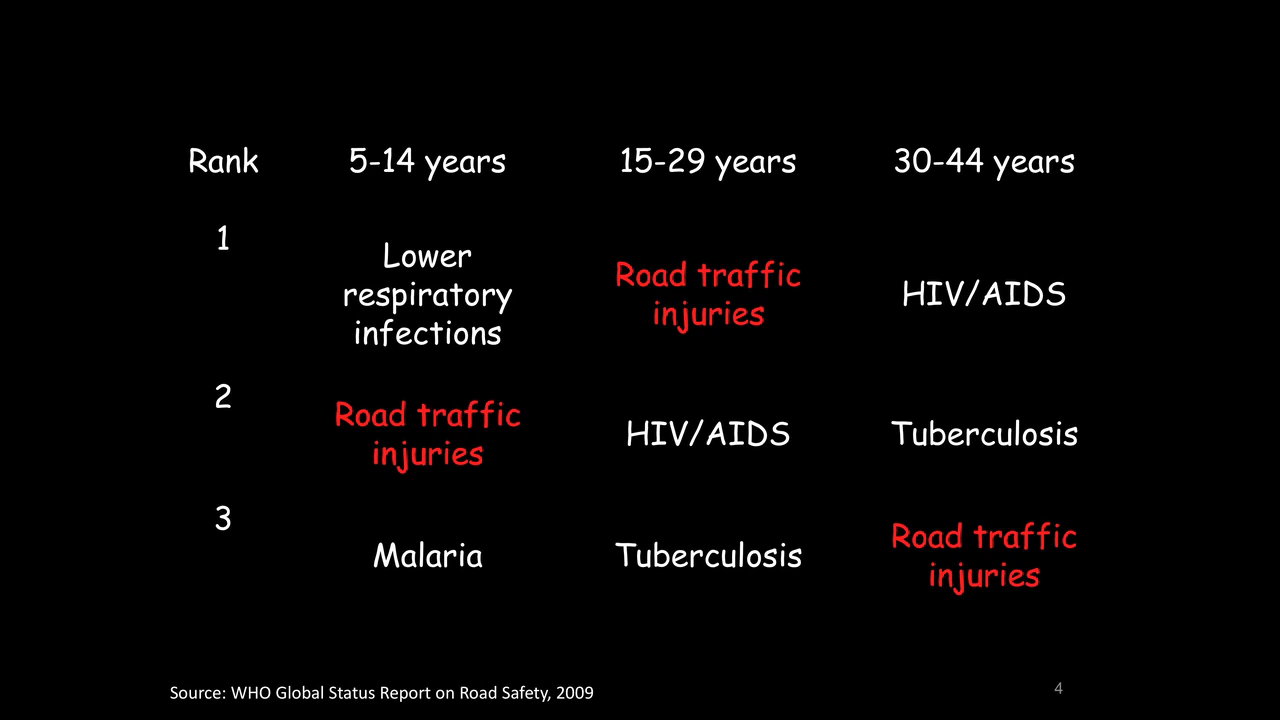 Rank 5-14 years 15-29 years 30-44 years
1
Lower
respiratory
infections
Road traffic
injuries
HIV/AIDS
2
Road traffic
injuries
HIV/AIDS
Tuberculosis
3
Malaria
Tuberculosis
Road traffic
injuries
Source: WHO Global Status Report on Road Safety, 2009
4